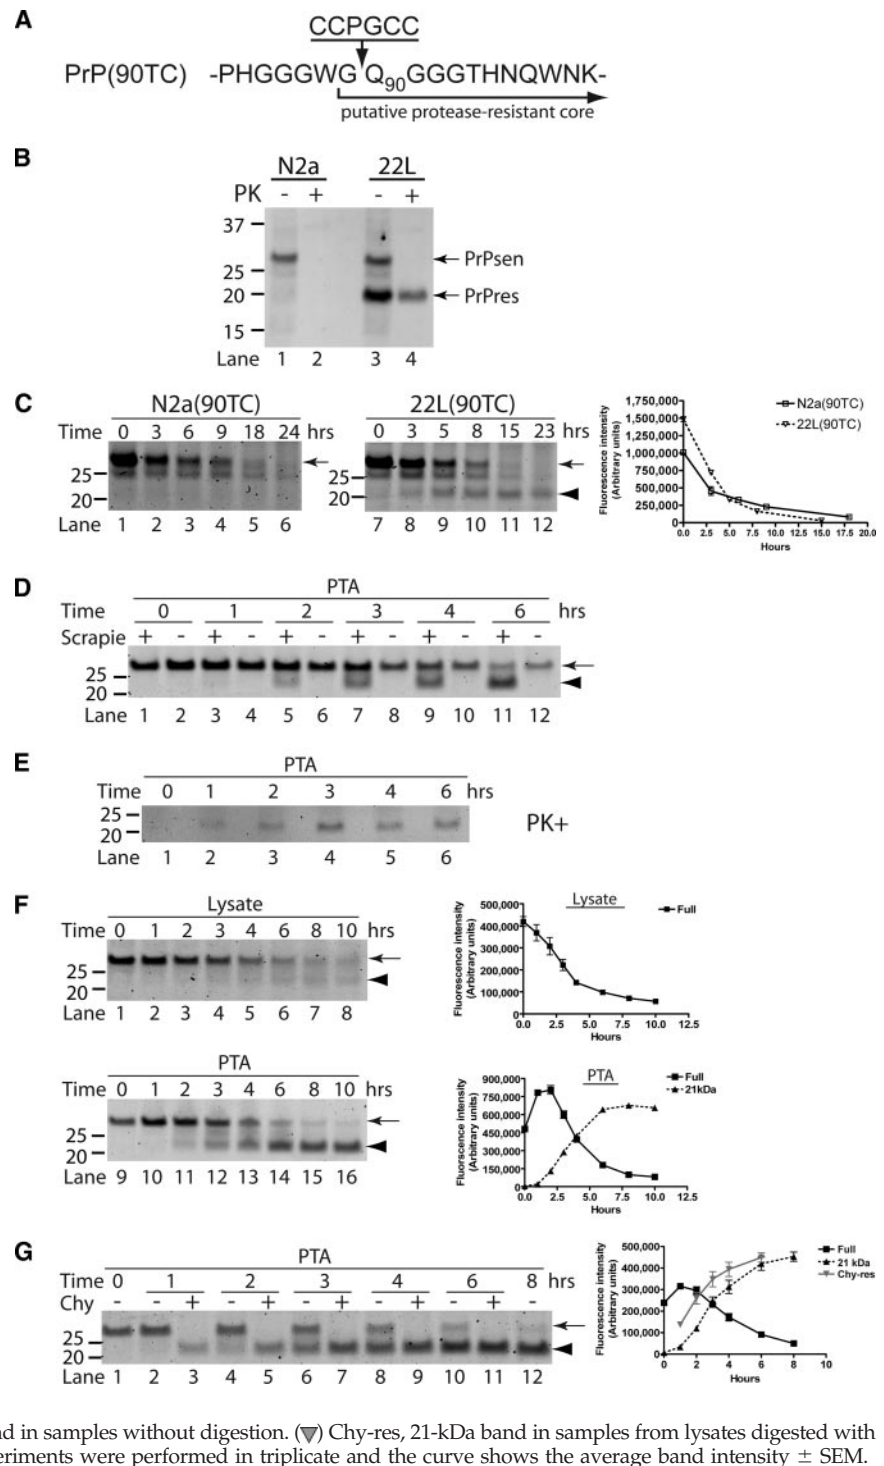 A
CCPGCC
PrP(90TC) -PHGGGWG Q90GGGTHNQWNK-
putative protease-resistant core
B
N2a 22L
PK - + - +
37
25
20
15
PrPsen
PrPres
Lane 1 2 3 4
C
N2a(90TC) 22L(90TC)
Time 0 3 6 9 18 24 hrs 0 3 5 8 15 23 hrs
25
20
25
20
Lane 1 2 3 4 5 6 7 8 9 10 11 12
Fluorescence intensity
(Arbitrary units)
1,750,000
1,500,000
1,250,000
1,000,000
750,000
500,000
250,000
0
0.0 2.5 5.0 7.5 10.0 12.5 15.0 17.5 20.0
Hours
N2a(90TC)
22L(90TC)
D
PTA
Time 0 1 2 3 4 6 hrs
Scrapie + - + - + - + - + - + -
25
20
Lane 1 2 3 4 5 6 7 8 9 10 11 12
E
PTA
Time 0 1 2 3 4 6 hrs
25
20
PK+
Lane 1 2 3 4 5 6
F
Lysate
Time 0 1 2 3 4 6 8 10 hrs
25
20
Lane 1 2 3 4 5 6 7 8
Fluorescence intensity
(Arbitrary units)
500,000
400,000
300,000
200,000
100,000
0
0.0 2.5 5.0 7.5 10.0 12.5
Hours
Lysate
Full
PTA
Time 0 1 2 3 4 6 8 10 hrs
25
20
Lane 9 10 11 12 13 14 15 16
Fluorescence intensity
(Arbitrary units)
900,000
750,000
600,000
450,000
300,000
150,000
0
0.0 2.5 5.0 7.5 10.0 12.5
Hours
PTA
Full
21kDa
G
PTA
Time 0 1 2 3 4 6 8 hrs
Chy - - + - + - + - + - + -
25
20
Lane 1 2 3 4 5 6 7 8 9 10 11 12
Fluorescence intensity
(Arbitrary units)
500,000
400,000
300,000
200,000
100,000
0
0 2 4 6 8 10
Hours
Full
21 kDa
Chy-res
nd in samples without digestion. (▼) Chy-res, 21-kDa band in samples from lysates digested with
eriments were performed in triplicate and the curve shows the average band intensity ± SEM.